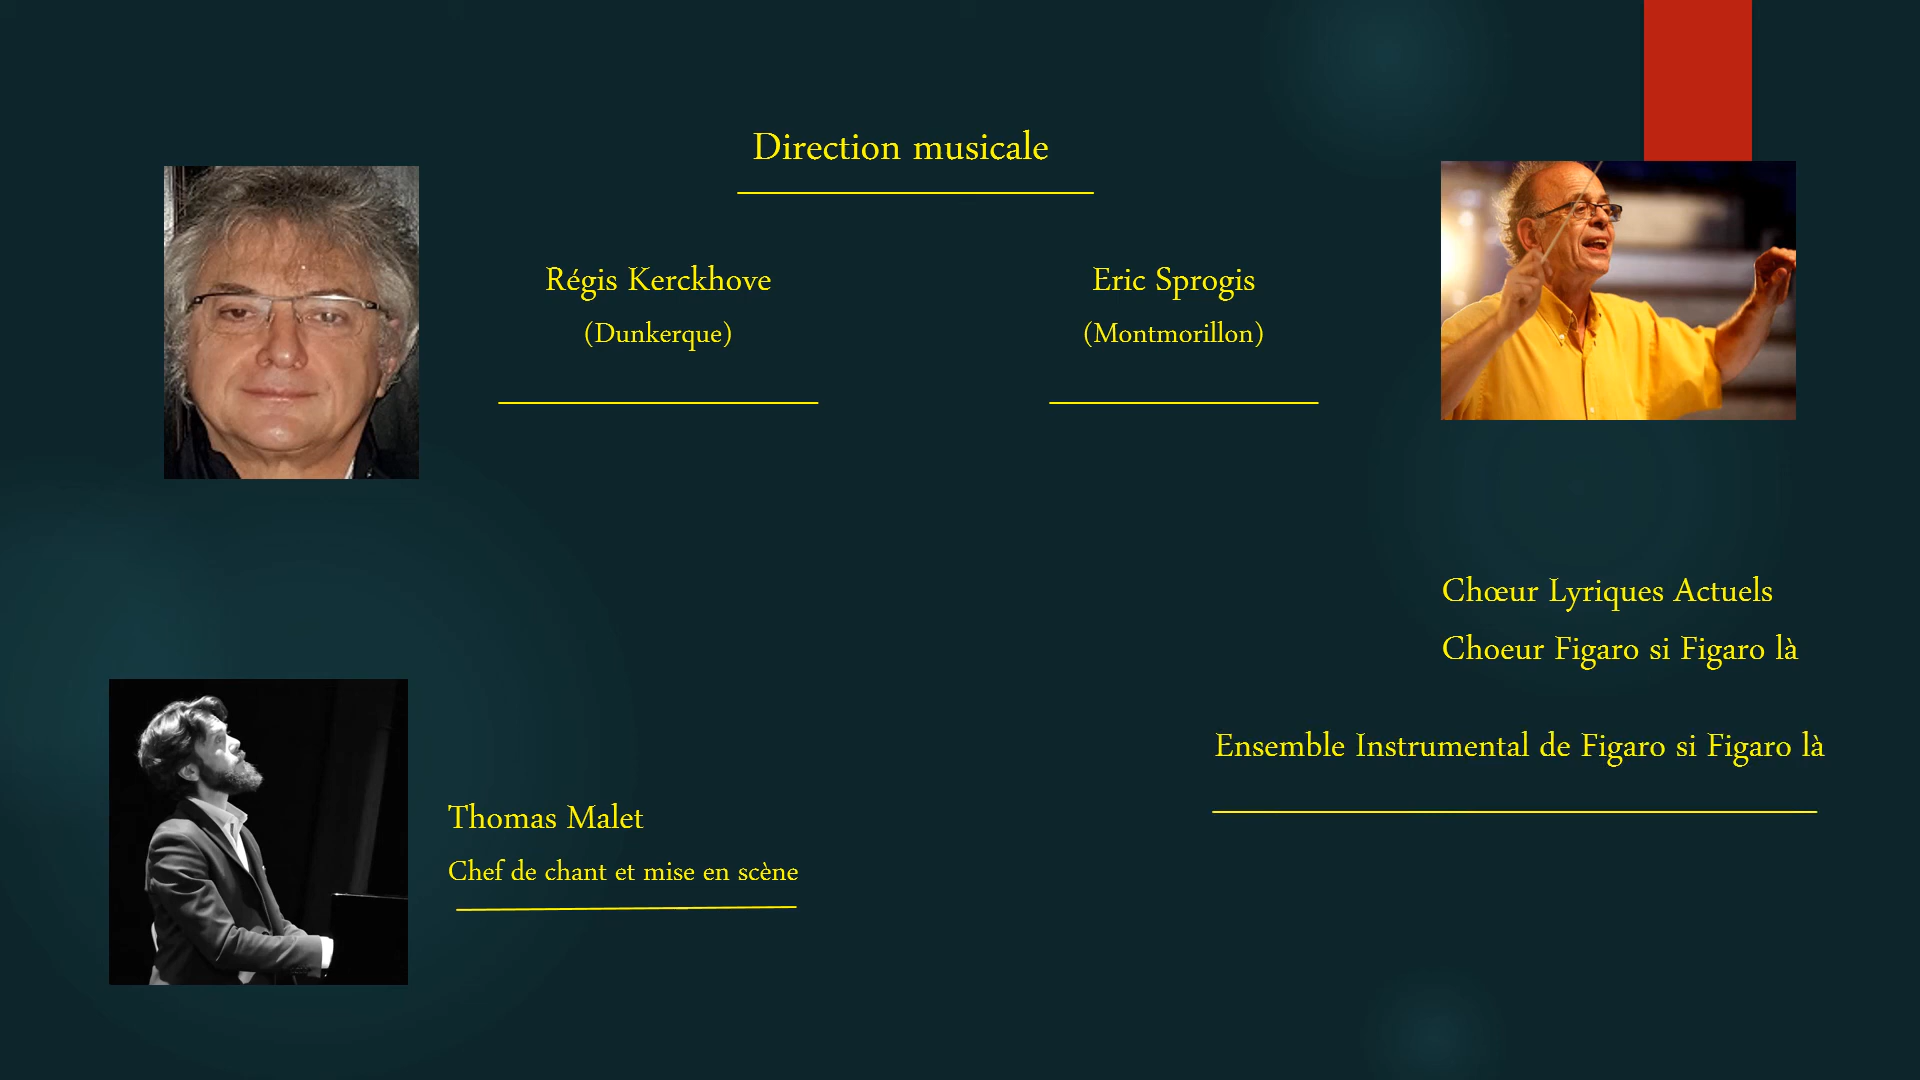 Direction musicale
Régis Kerckhove
(Dunkerque)
Eric Sprogis
(Montmorillon)
Chœur Lyriques Actuels
Choeur Figaro si Figaro là
Ensemble Instrumental de Figaro si Figaro là
Thomas Malet
Chef de chant et mise en scène